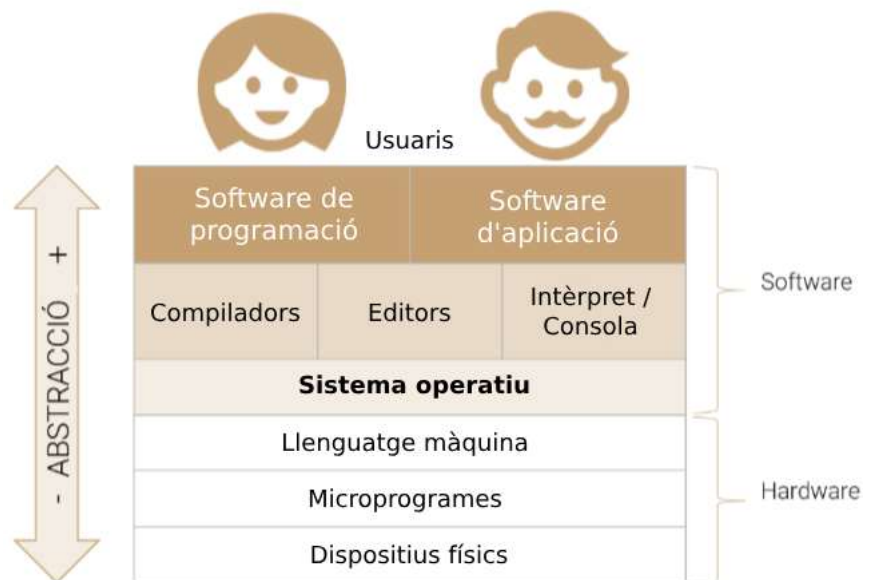 Usuaris
Software de
programació
Software
d'aplicació
Compiladors
Editors
Intèrpret /
Consola
Sistema operatiu
Llenguatge màquina
Microprogrames
Dispositius físics
- ABSTRACCIÓ +
Software
Hardware